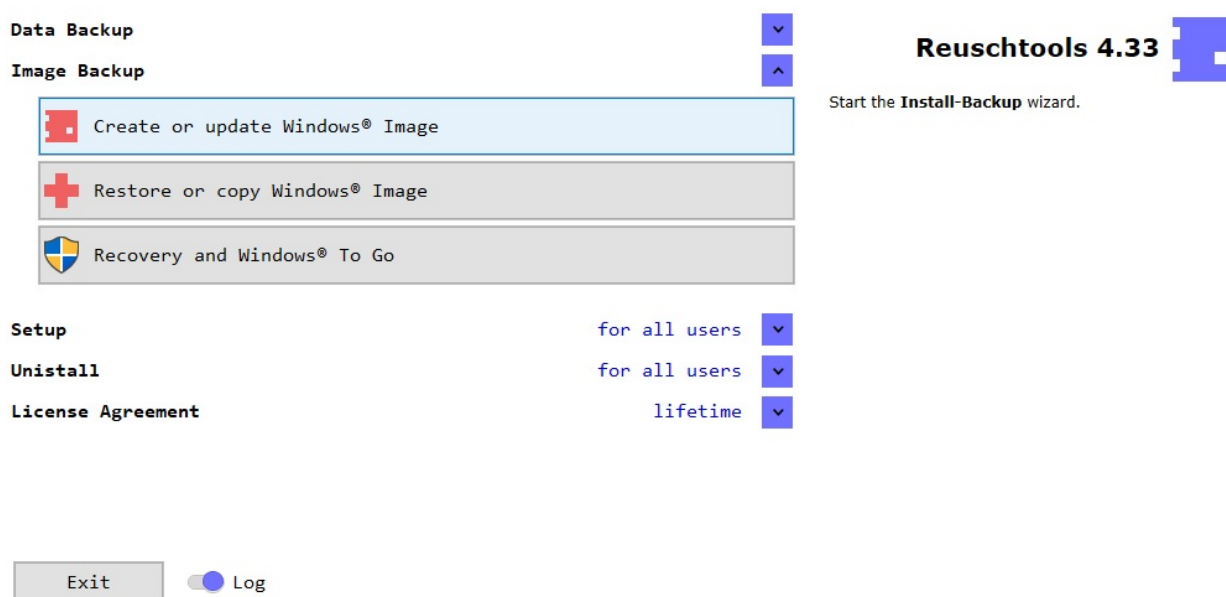 Data Backup
Reuschtools 4.33
Image Backup
Start the Install-Backup wizard.
Create or update Windows® Image
Restore or copy Windows® Image
Recovery and Windows® To Go
Setup for all users
Unistall for all users
License Agreement lifetime
Exit Log